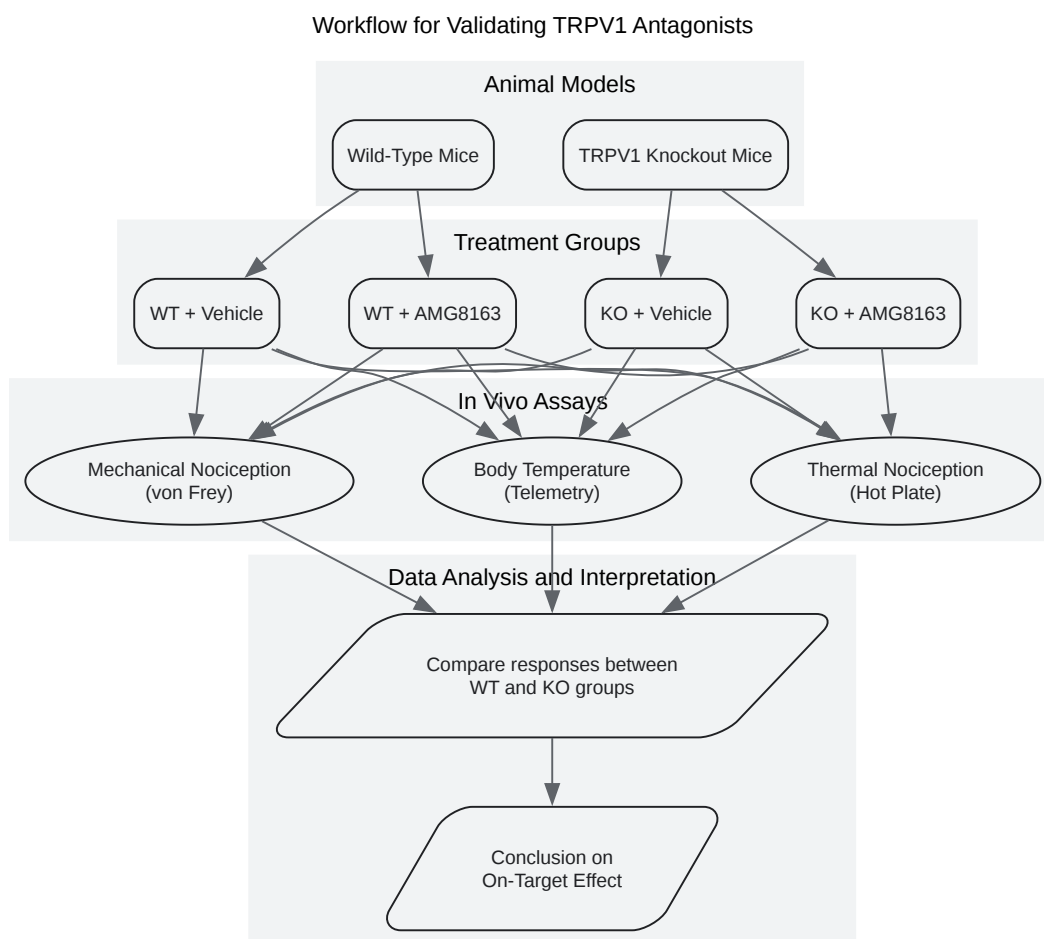 Workflow for Validating TRPV1 Antagonists
Animal Models
Wild-Type Mice
TRPV1 Knockout Mice
Treatment Groups
WT + Vehicle
WT + AMG8163
KO + Vehicle
KO + AMG8163
In Vivo Assays
Mechanical Nociception
(von Frey)
Body Temperature
(Telemetry)
Thermal Nociception
(Hot Plate)
Data Analysis and Interpretation
Compare responses between
WT and KO groups
Conclusion on
On-Target Effect